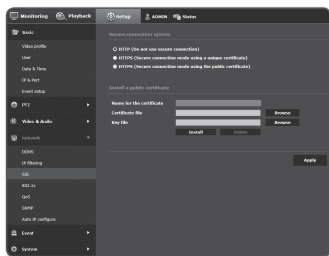 Monitoring
Playback
Setup
ADMIN
Status
Basic
Video profile
User
Date & Time
IP & Port
Event setup
PTZ
Video & Audio
Network
DDNS
IP filtering
SSL
802.1x
QoS
SNMP
Auto IP configure
Event
System
Secure connection system
HTTP (Do not use secure connection)
HTTPS (Secure connection mode using a unique certificate)
HTTPS (Secure connection mode using the public certificate)
Install a public certificate
Name for the certificate
Certificate file
Browse
Key file
Browse
Install
Delete
Apply